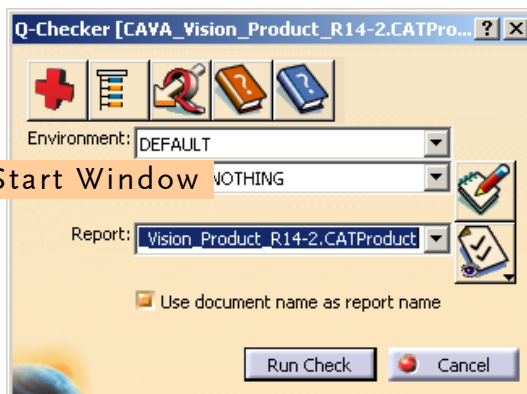 Q-Checker [CAVA_Vision_Product_R14-2.CATPro...
Environment: DEFAULT
Start Window NOTHING
Report: _Vision_Product_R14-2.CATProduct
Use document name as report name
Run Check Cancel